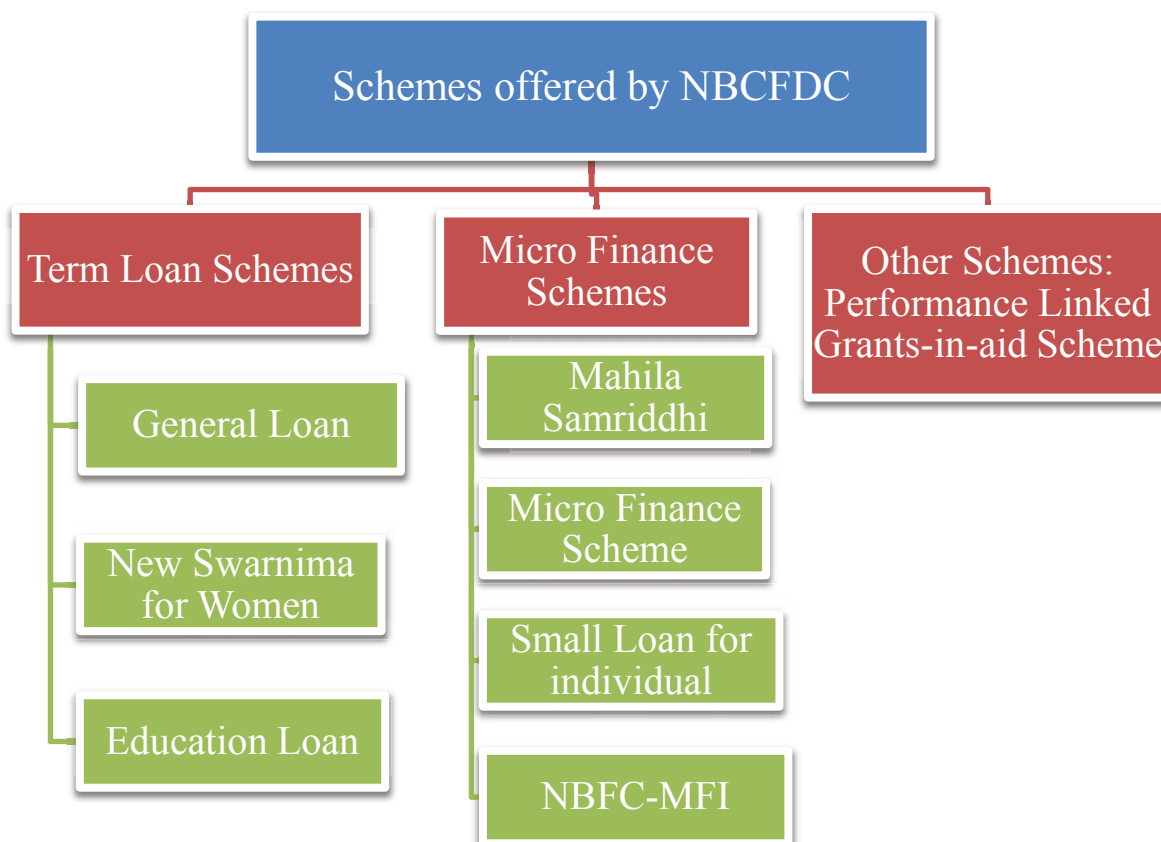 Schemes offered by NBCFDC
Term Loan Schemes
General Loan
New Swarnima
for Women
Education Loan
Micro Finance
Schemes
Mahila
Samriddhi
Micro Finance
Scheme
Small Loan for
individual
NBFC-MFI
Other Schemes:
Performance Linked
Grants-in-aid Scheme